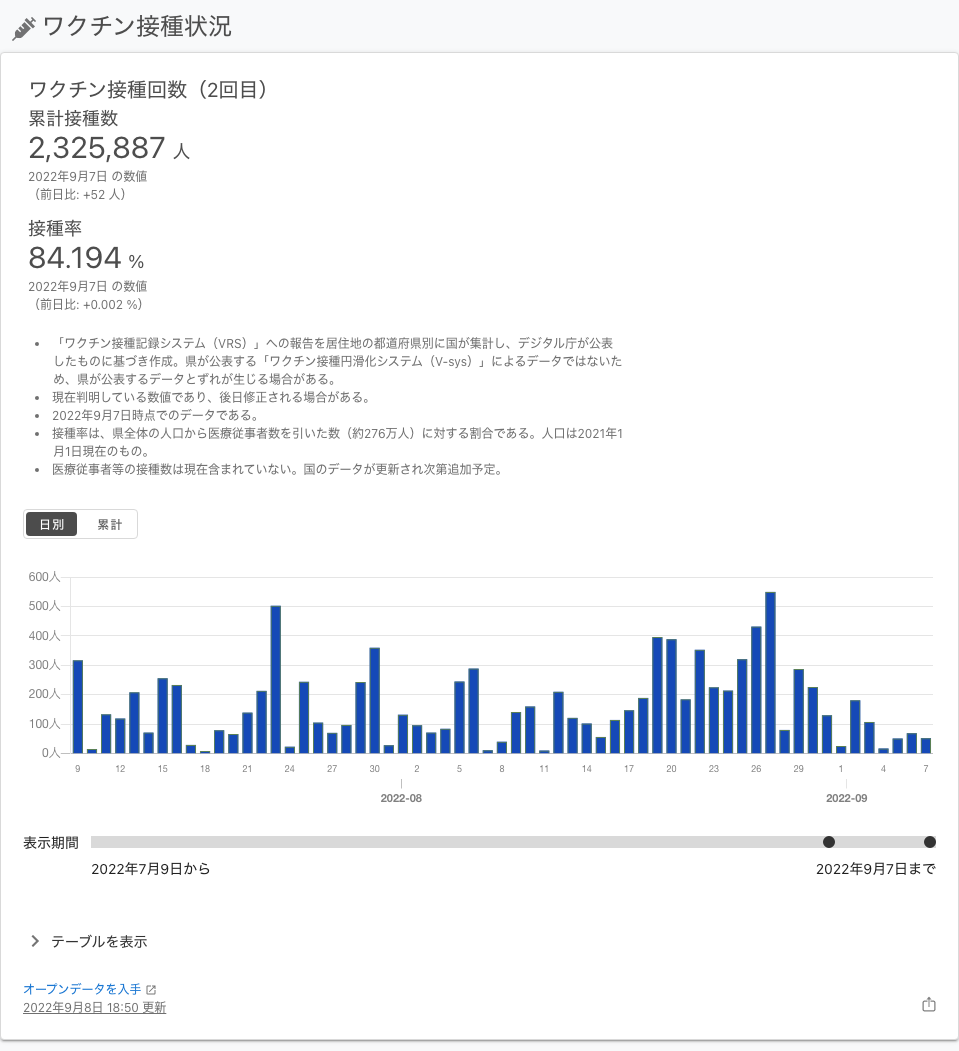 ワクチン接種状況
ワクチン接種回数（2回目）
累計接種数
2,325,887 人
2022年9月7日 の数値
（前日比: +52 人）
接種率
84.194 %
2022年9月7日 の数値
（前日比: +0.002 %）
• 「ワクチン接種記録システム（VRS）」への報告を居住地の都道府県別に国が集計し、デジタル庁が公表
したものに基づき作成。県が公表する「ワクチン接種円滑化システム（V-sys）」によるデータではないた
め、県が公表するデータとずれが生じる場合がある。
• 現在判明している数値であり、後日修正される場合がある。
• 2022年9月7日時点でのデータである。
• 接種率は、県全体の人口から医療従事者数を引いた数（約276万人）に対する割合である。人口は2021年1
月1日現在のもの。
• 医療従事者等の接種数は現在含まれていない。国のデータが更新され次第追加予定。
日別 累計
600人
500人
400人
300人
200人
100人
0人
9 12 15 18 21 24 27 30 2 5 8 11 14 17 20 23 26 29 1 4 7
2022-08 2022-09
表示期間
2022年7月9日から 2022年9月7日まで
テーブルを表示
オープンデータを入手
2022年9月8日 18:50 更新